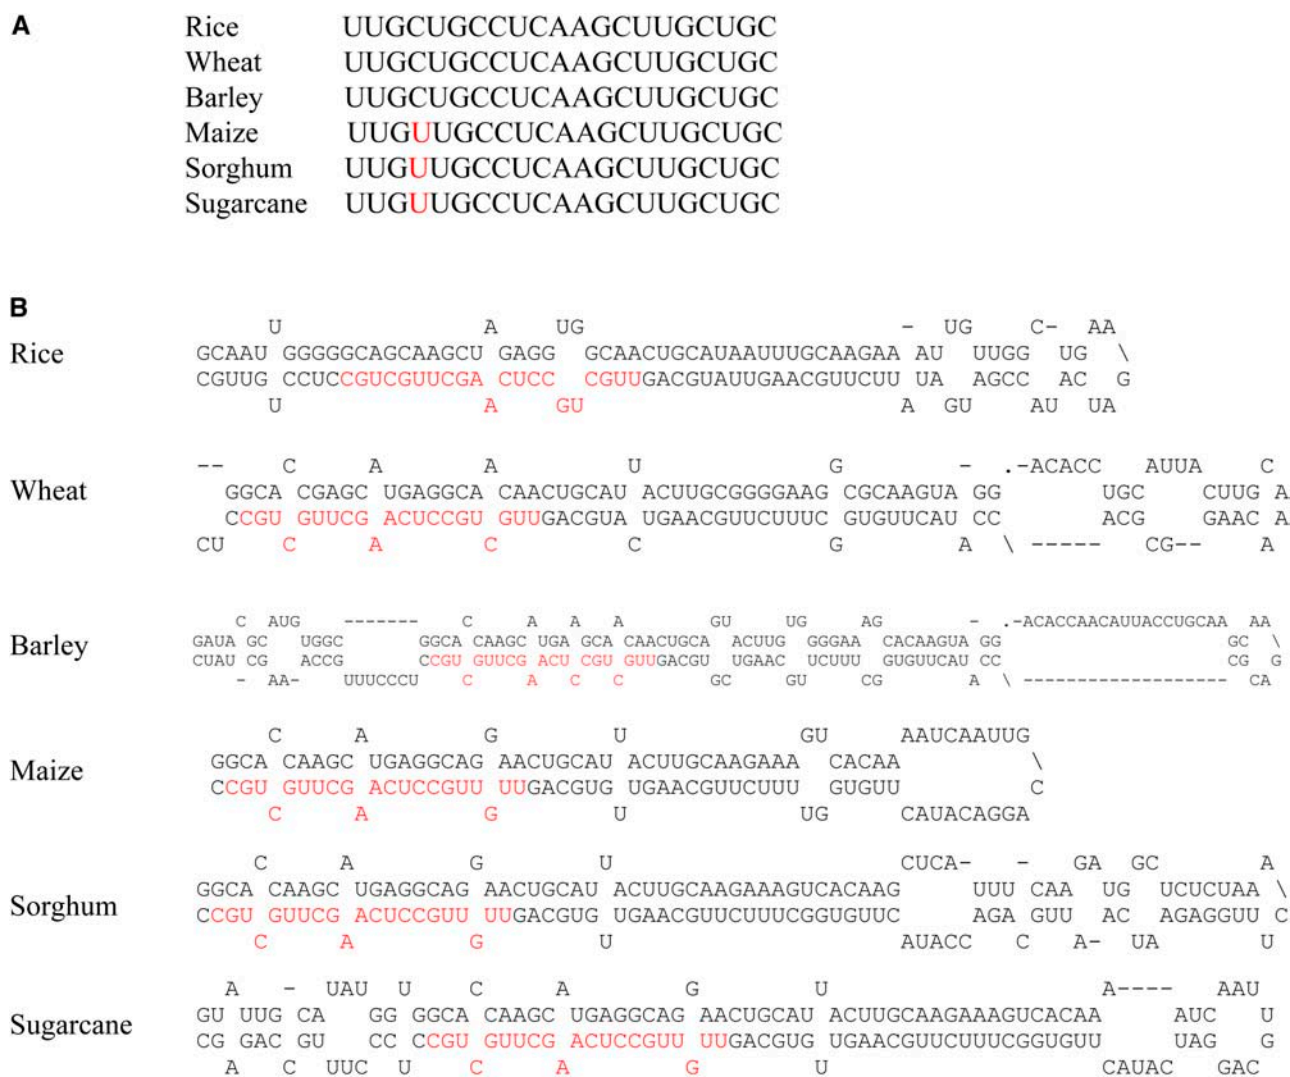 A
Rice UUGCUGCCUCAAGCUUGCUGC
Wheat UUGCUGCCUCAAGCUUGCUGC
Barley UUGCUGCCUCAAGCUUGCUGC
Maize UUGUUGCCUCAAGCUUGCUGC
Sorghum UUGUUGCCUCAAGCUUGCUGC
Sugarcane UUGUUGCCUCAAGCUUGCUGC
B
U A UG - UG C- AA
Rice GCAAU GGGGGCAGCAAGCU GAGG GCAACUGCAUAAUUUGCAAGAA AU UUGG UG \
CGUUG CCUCCGUCGUUCGA CUCC CGUUGACGUAUUGAACGUUCUU UA AGCC AC G
U A GU A GU AU UA
-- C A A U G - .-ACACC AUUA C
Wheat GGCA CGAGC UGAGGCA CAACUGCAU ACUUGCGGGGAAG CGCAAGUA GG UGC CUUG A
CCGU GUUCG ACUCCGU GUUGACGUA UGAACGUUCUUUC GUGUUCAU CC ACG GAAC A
CU C A C C G A \ ----- CG-- A
C AUG ------- C A A A GU UG AG - .-ACACCAACAUUACCUGCAA AA
Barley GAUA GC UGGC GGCA CAAGC UGA GCA CAACUGCA ACUUG GGGAA CACAAGUA GG GC \
CUAU CG ACCG CCGU GUUCG ACU CGU GUUGACGU UGAAC UCUUU GUGUUCAU CC CG G
- AA- UUUCCCU C A C C GC GU CG A \ ------------------- CA
C A G U GU AAUCAAUUG
Maize GGCA CAAGC UGAGGCAG AACUGCAU ACUUGCAAGAAA CACAA \
CCGU GUUCG ACUCCGUU UUGACGUG UGAACGUUCUUU GUGUU C
C A G U UG CAUACAGGA
C A G U CUCA- - GA GC A
Sorghum GGCA CAAGC UGAGGCAG AACUGCAU ACUUGCAAGAAAGUCACAAG UUU CAA UG UCUCUAA \
CCGU GUUCG ACUCCGUU UUGACGUG UGAACGUUCUUUCGGUGUUC AGA GUU AC AGAGGUU C
C A G U AUACC C A- UA U
A - UAU U C A G U A---- AAU
Sugarcane GU UUG CA GG GGCA CAAGC UGAGGCAG AACUGCAU ACUUGCAAGAAAGUCACAA AUC U
CG GAC GU CC CCGU GUUCG ACUCCGUU UUGACGUG UGAACGUUCUUUCGGUGUU UAG G
A C UUC U C A G U CAUAC GAC